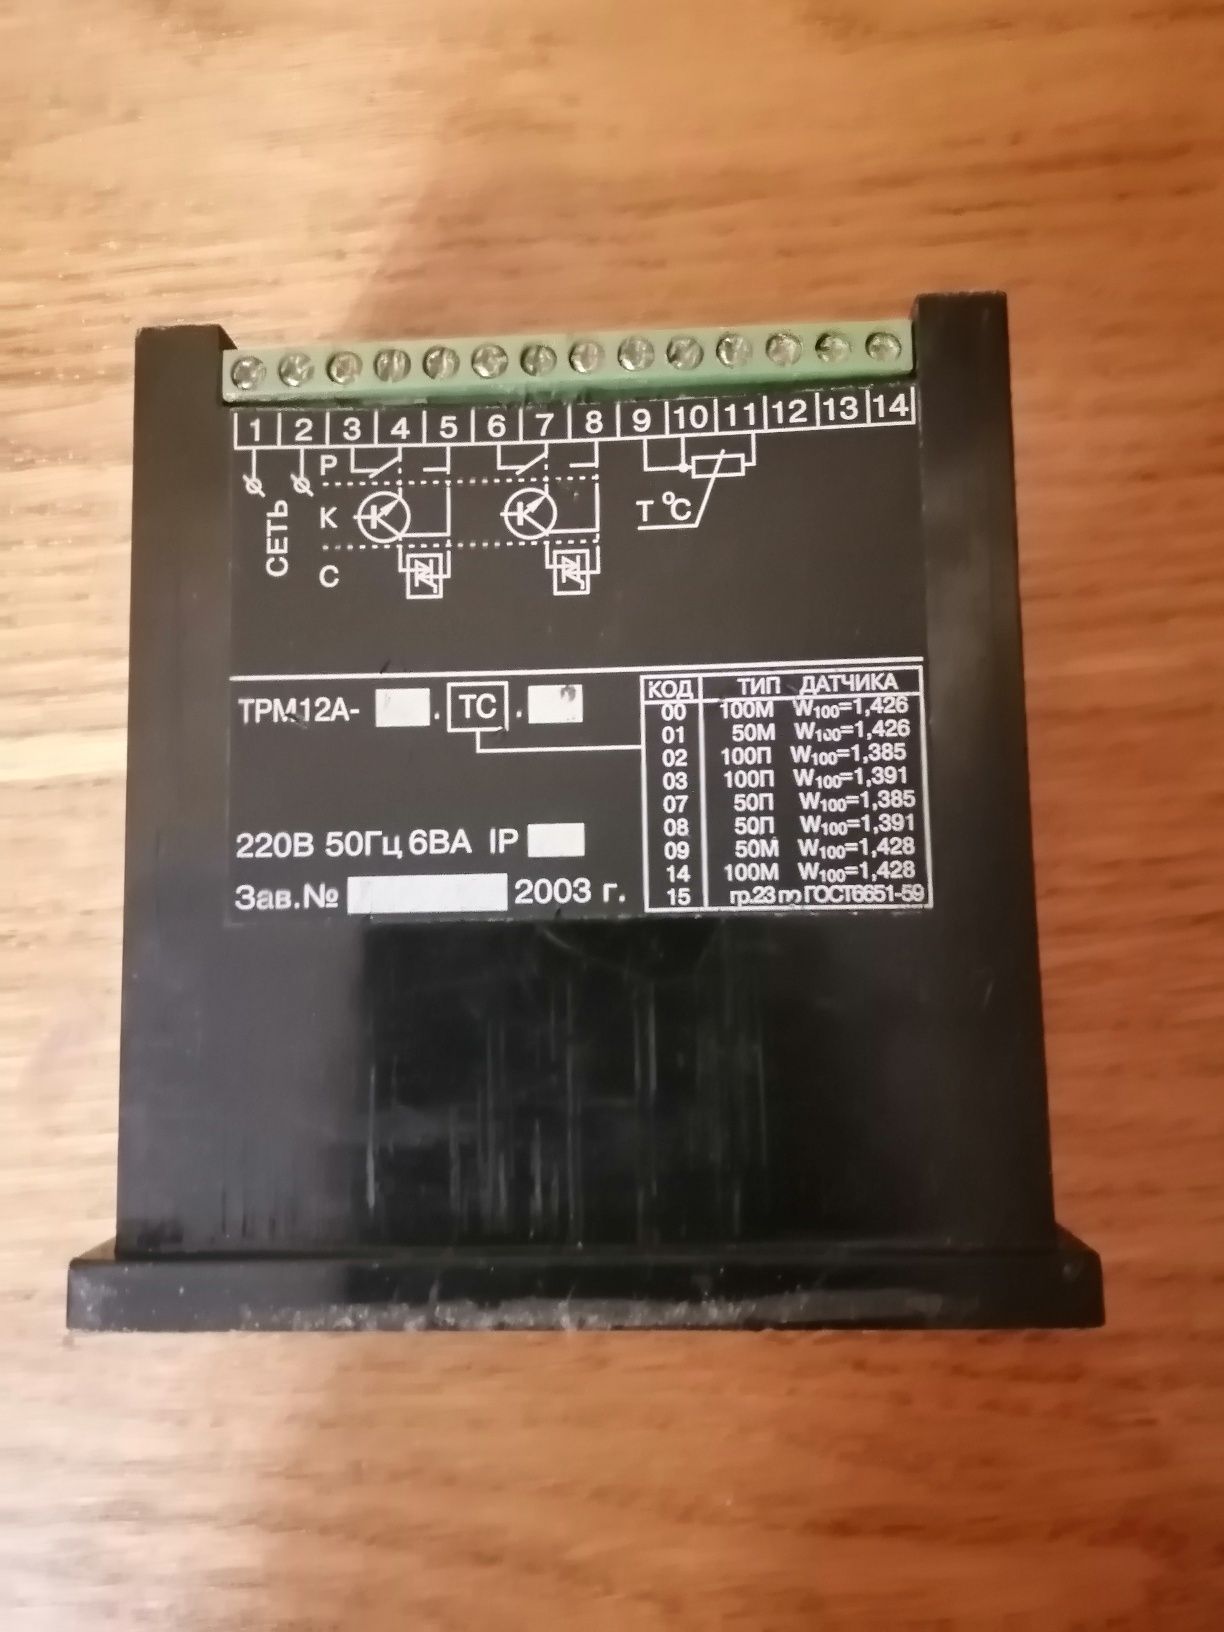 1 2 3 4 5 6 7 8 9 10 11 12 13 14
Р
К
С
СЕТЬ
T °C
ТРМ12А- . ТС .
220В 50Гц 6ВА IP
Зав.№ 2003 г.
КОД ТИП ДАТЧИКА
00 100М W100=1,426
01 50М W100=1,426
02 100П W100=1,385
03 100П W100=1,391
07 50П W100=1,385
08 50П W100=1,391
09 50М W100=1,428
14 100М W100=1,428
15 гр.23 по ГОСТ6651-59